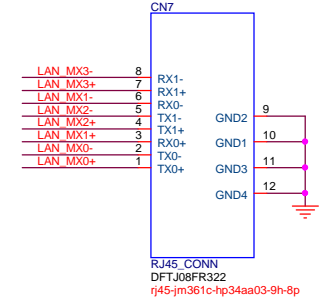 CN7
LAN_MX3- 8 RX1-
LAN_MX3+ 7 RX1+
LAN_MX1- 6 RX0-
LAN_MX2- 5 TX1-
LAN_MX2+ 4 TX1+
LAN_MX1+ 3 RX0+
LAN_MX0- 2 TX0-
LAN_MX0+ 1 TX0+
GND2 9
GND1 10
GND3 11
GND4 12
RJ45_CONN
DFTJ08FR322
rj45-jm361c-hp34aa03-9h-8p